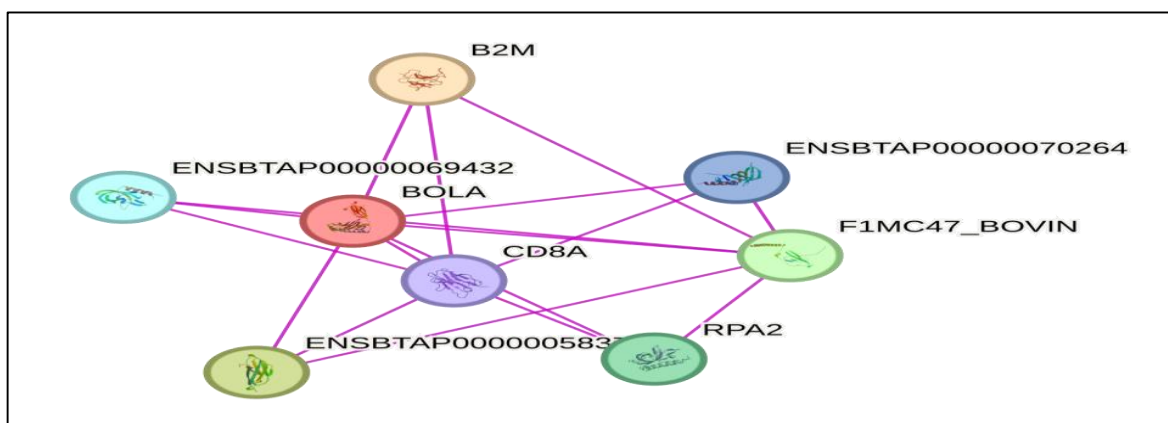 B2M
ENSBTAP00000070264
ENSBTAP00000069432
BOLA
F1MC47_BOVIN
CD8A
RPA2